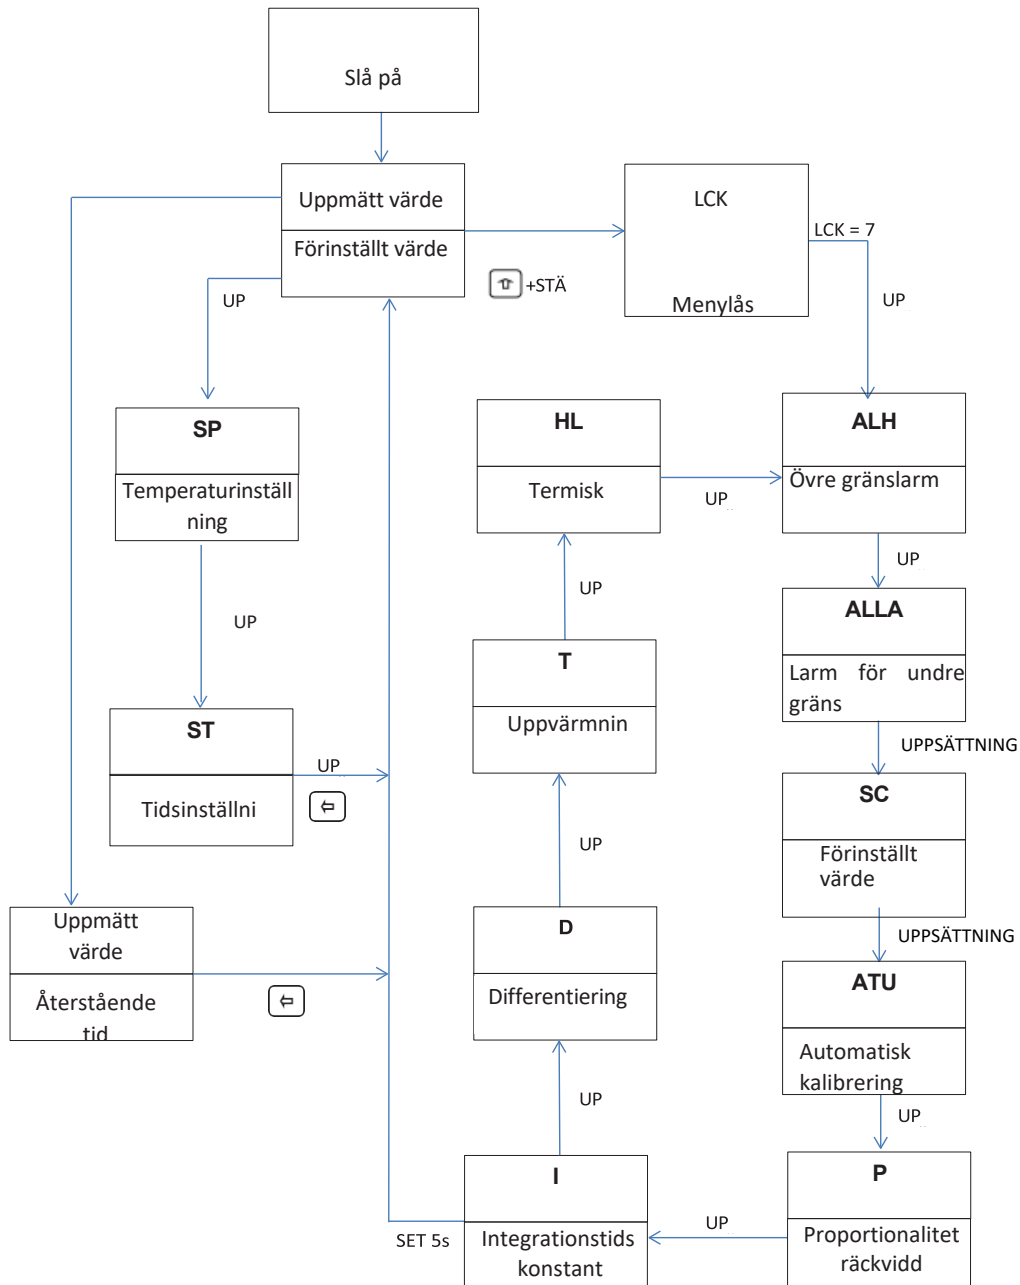 Slå på
Uppmätt värde
Förinställt värde
LCK
Menylås
LCK = 7
+STÄ
UP
UP
SP
Temperaturinställ
ning
HL
Termisk
UP
ALH
Övre gränslarm
UP
UP
ALLA
Larm för undre
gräns
UP
T
Uppvärmnin
ST
Tidsinställni
UP
UPPSÄTTNING
SC
Förinställt
värde
UP
Uppmätt
värde
Återstående
tid
D
Differentiering
UPPSÄTTNING
ATU
Automatisk
kalibrering
UP
UP
I
Integrationstids
konstant
SET 5s
UP
P
Proportionalitet
räckvidd